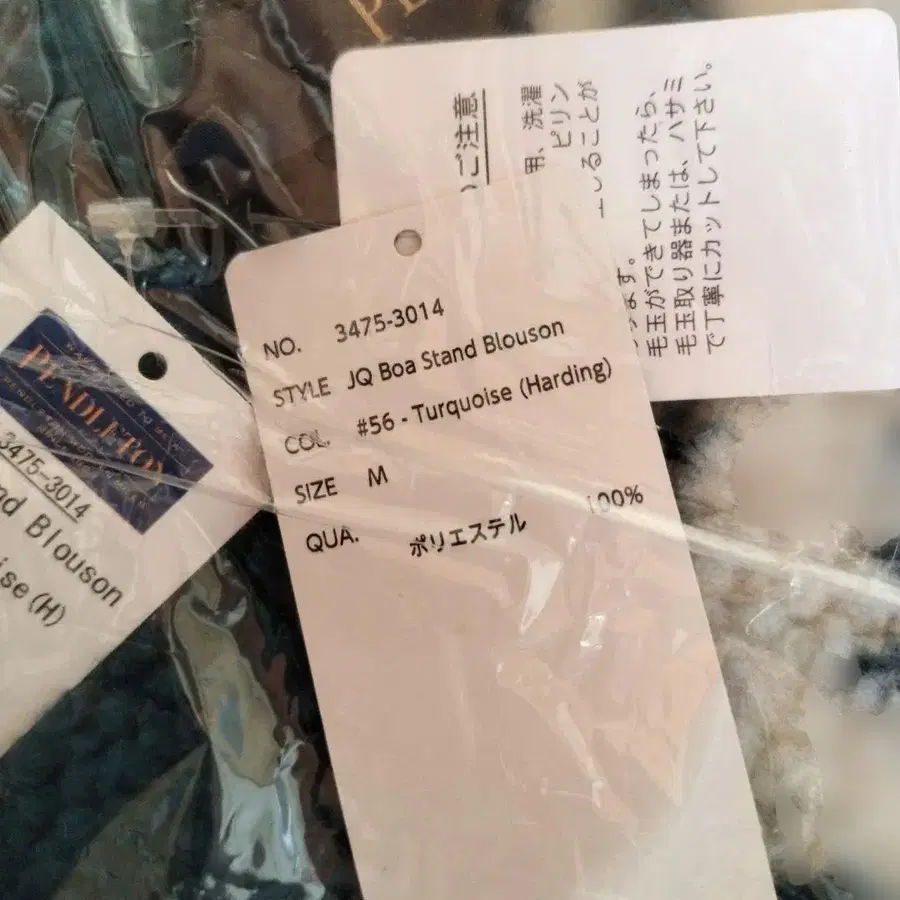 NO. 3475-3014
STYLE JQ Boa Stand Blouson
COL. #56 - Turquoise (Harding)
SIZE M
QUA. ポリエステル 100%
PENDLETON
3475-3014
nd Blouson
ise (H)
ご注意
用、洗濯
ピリン
ることが
ます。
毛玉ができてしまったら、
毛玉取り器または、ハサミ
で丁寧にカットして下さい。